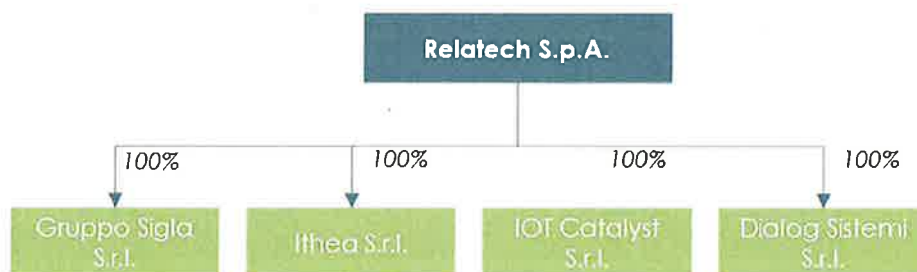 Relatech S.p.A.
100% 100% 100% 100%
Gruppo Sigla
S.r.l.
Ithea S.r.l.
IOT Catalyst
S.r.l.
Dialog Sistemi
S.r.l.